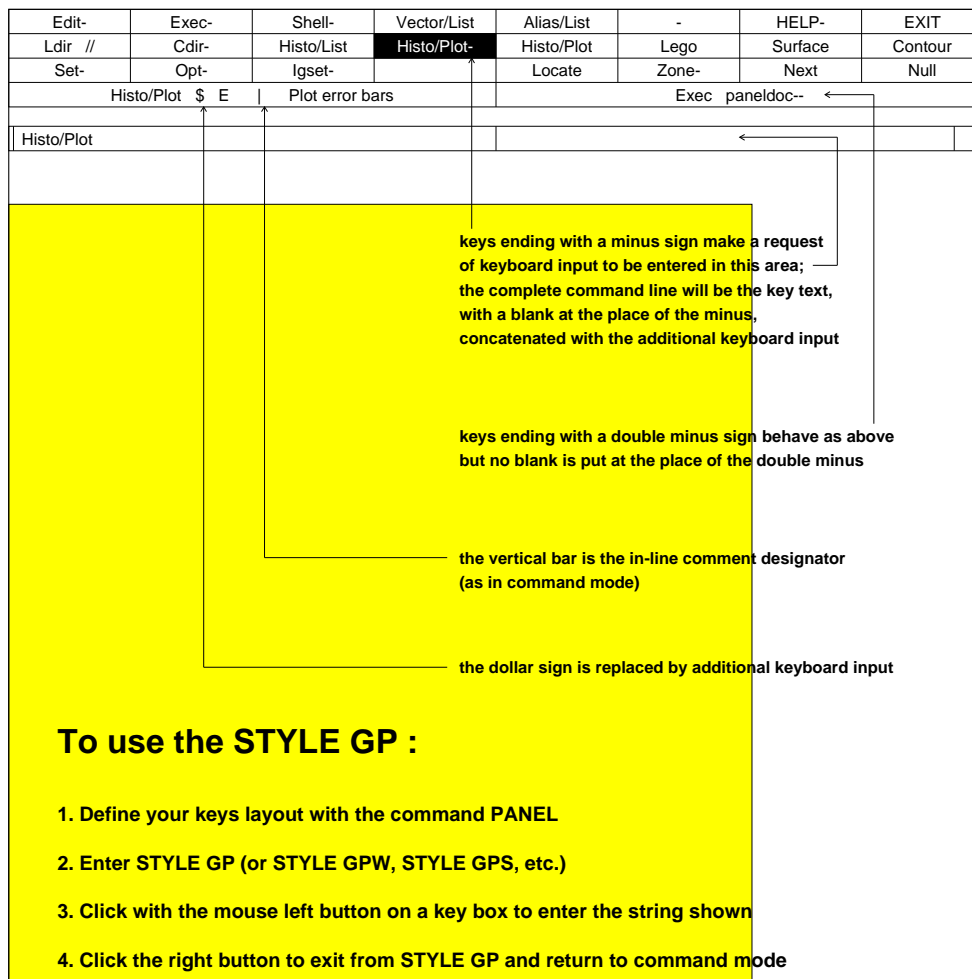 Edit- Exec- Shell- Vector/List Alias/List - HELP- EXIT
Ldir // Cdir- Histo/List Histo/Plot- Histo/Plot Lego Surface Contour
Set- Opt- Igset- Locate Zone- Next Null
Histo/Plot $ E | Plot error bars Exec paneldoc--
Histo/Plot
keys ending with a minus sign make a request
of keyboard input to be entered in this area;
the complete command line will be the key text,
with a blank at the place of the minus,
concatenated with the additional keyboard input
keys ending with a double minus sign behave as above
but no blank is put at the place of the double minus
the vertical bar is the in-line comment designator
(as in command mode)
the dollar sign is replaced by additional keyboard input
To use the STYLE GP :
1. Define your keys layout with the command PANEL
2. Enter STYLE GP (or STYLE GPW, STYLE GPS, etc.)
3. Click with the mouse left button on a key box to enter the string shown
4. Click the right button to exit from STYLE GP and return to command mode